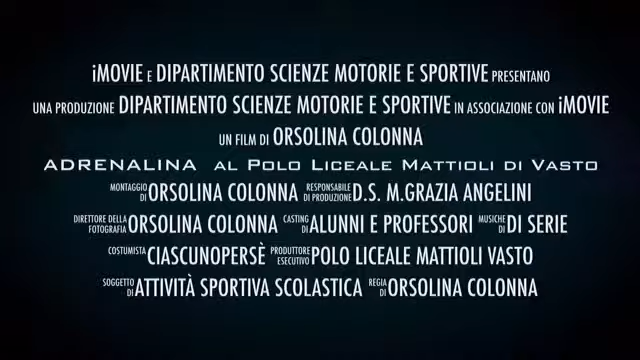 iMOVIE E DIPARTIMENTO SCIENZE MOTORIE E SPORTIVE PRESENTANO
UNA PRODUZIONE DIPARTIMENTO SCIENZE MOTORIE E SPORTIVE IN ASSOCIAZIONE CON iMOVIE
UN FILM DI ORSOLINA COLONNA
ADRENALINA AL POLO LICEALE MATTIOLI DI VASTO
MONTAGGIO DI ORSOLINA COLONNA RESPONSABILE DI PRODUZIONE D.S. M.GRAZIA ANGELINI
DIRETTORE DELLA FOTOGRAFIA ORSOLINA COLONNA CASTING DI ALUNNI E PROFESSORI MUSICHE DI DI SERIE
COSTUMISTA CIASCUNOPERSÈ PRODUTTORE ESECUTIVO POLO LICEALE MATTIOLI VASTO
SOGGETTO DI ATTIVITÀ SPORTIVA SCOLASTICA REGIA DI ORSOLINA COLONNA